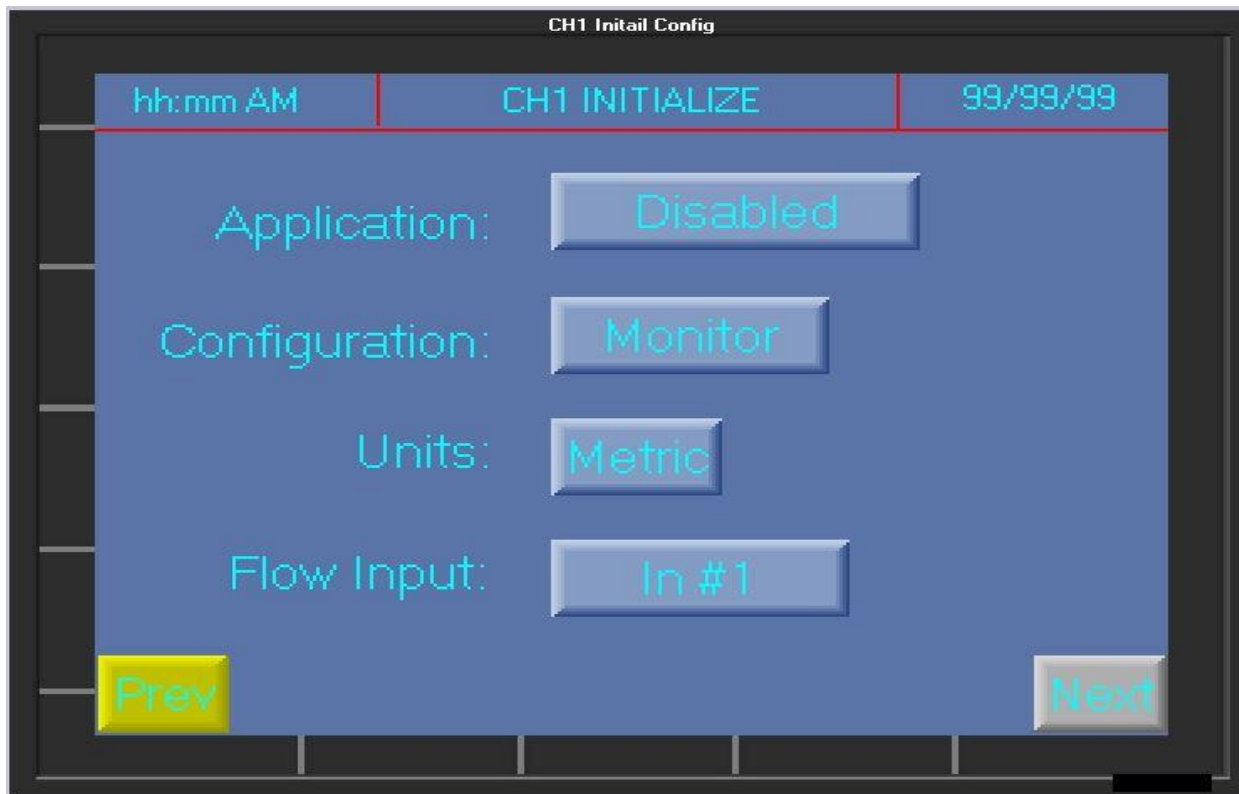 CH1 Initail Config
hh:mm AM CH1 INITIALIZE 99/99/99
Application: Disabled
Configuration: Monitor
Units: Metric
Flow Input: In #1
Prev Next